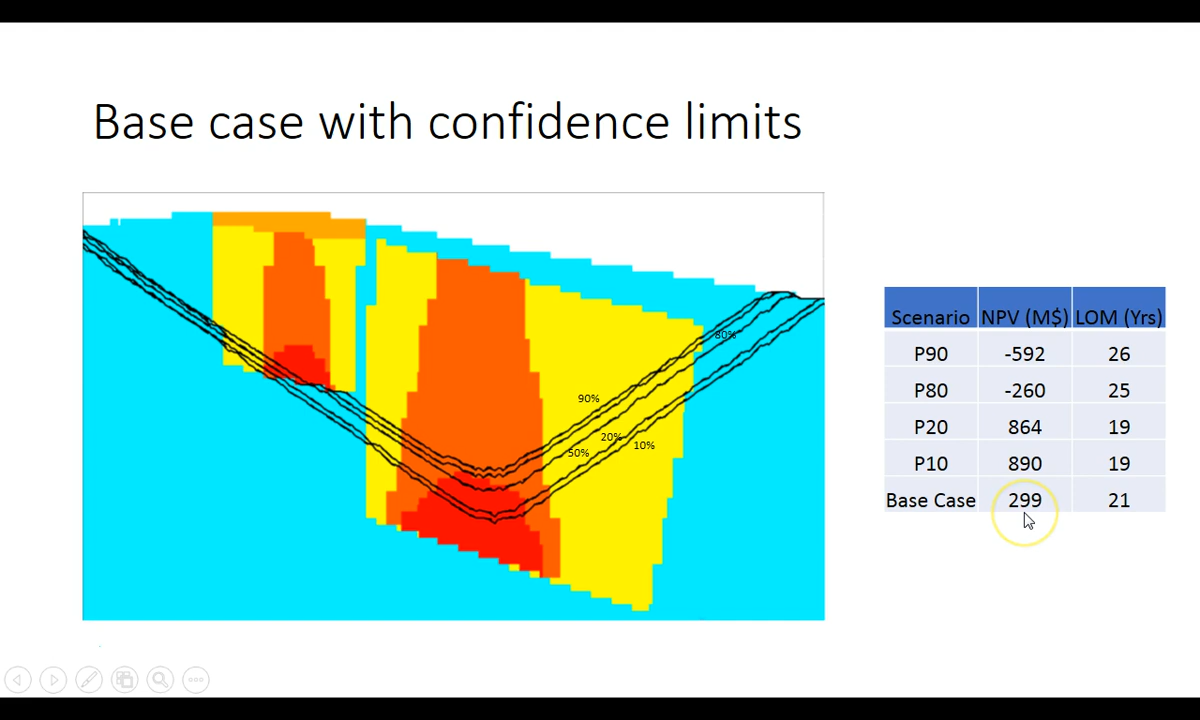 Base case with confidence limits
80%
90%
20%
10%
50%
Scenario NPV (M$) LOM (Yrs)
P90 -592 26
P80 -260 25
P20 864 19
P10 890 19
Base Case 299 21